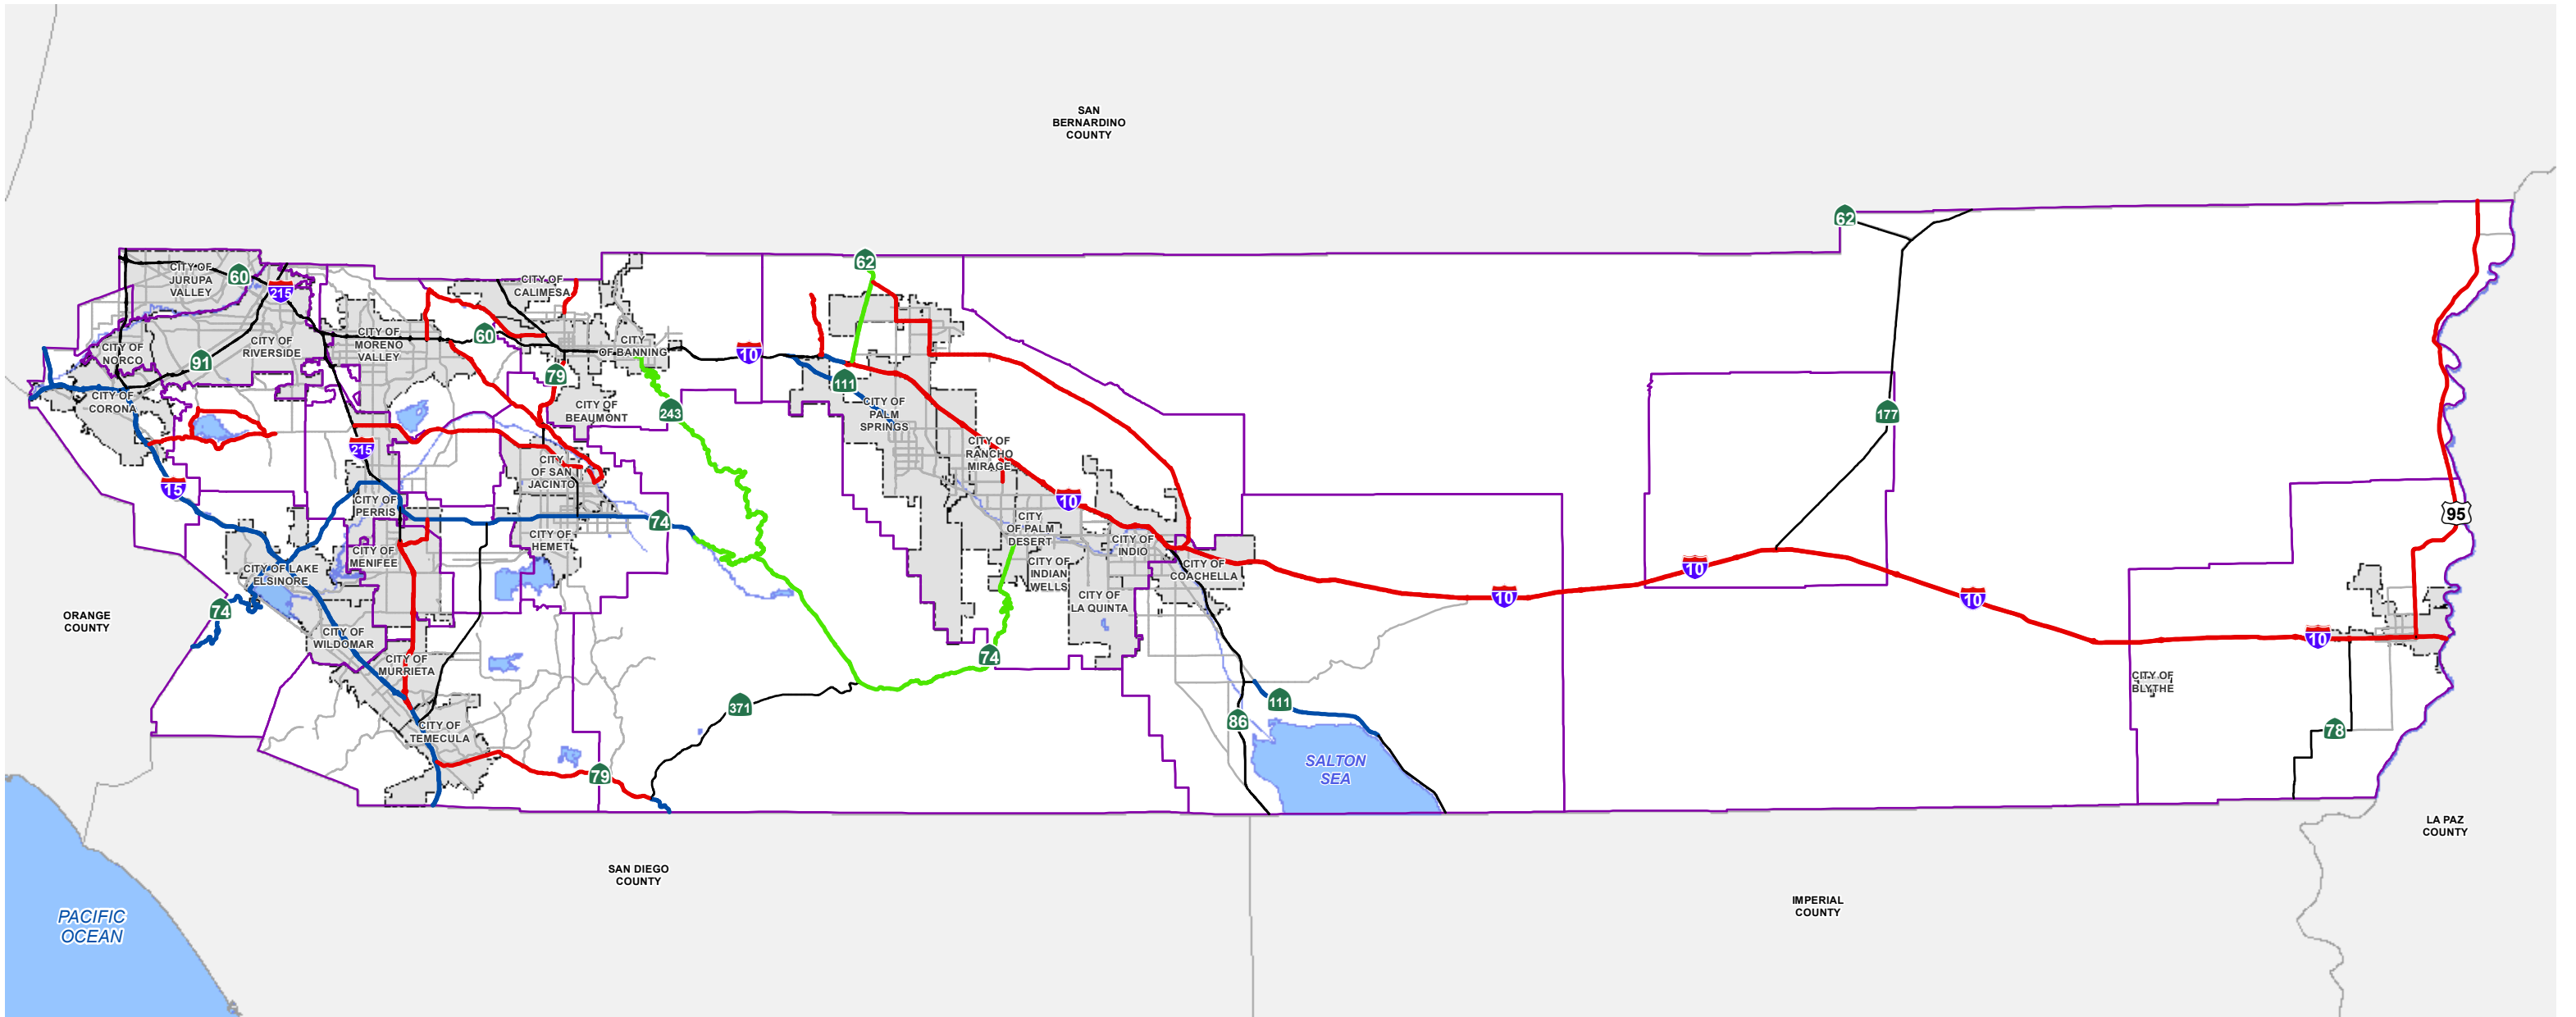 SAN
BERNARDINO
COUNTY
62
62
CITY OF
JURUPA
VALLEY
60
215
CITY OF
CALIMESA
CITY OF
NORCO
91
CITY OF
RIVERSIDE
CITY OF
MORENO
VALLEY
60
CITY
OF BANNING
10
79
111
CITY OF
CORONA
CITY OF
BEAUMONT
243
CITY OF
PALM
SPRINGS
177
215
CITY OF
RANCHO
MIRAGE
15
CITY
OF SAN
JACINTO
CITY OF
PERRIS
10
74
95
CITY
OF PALM
DESERT
CITY OF
HEMET
CITY OF
INDIO
CITY OF
MENIFEE
CITY OF LAKE
ELSINORE
CITY OF
INDIAN
WELLS
CITY OF
COACHELLA
10
10
10
CITY OF
LA QUINTA
74
ORANGE
COUNTY
CITY OF
WILDOMAR
10
74
CITY OF
MURRIETA
CITY OF
BLYTHE
371
111
86
78
CITY OF
TEMECULA
79
SALTON
SEA
LA PAZ
COUNTY
SAN DIEGO
COUNTY
IMPERIAL
COUNTY
PACIFIC
OCEAN